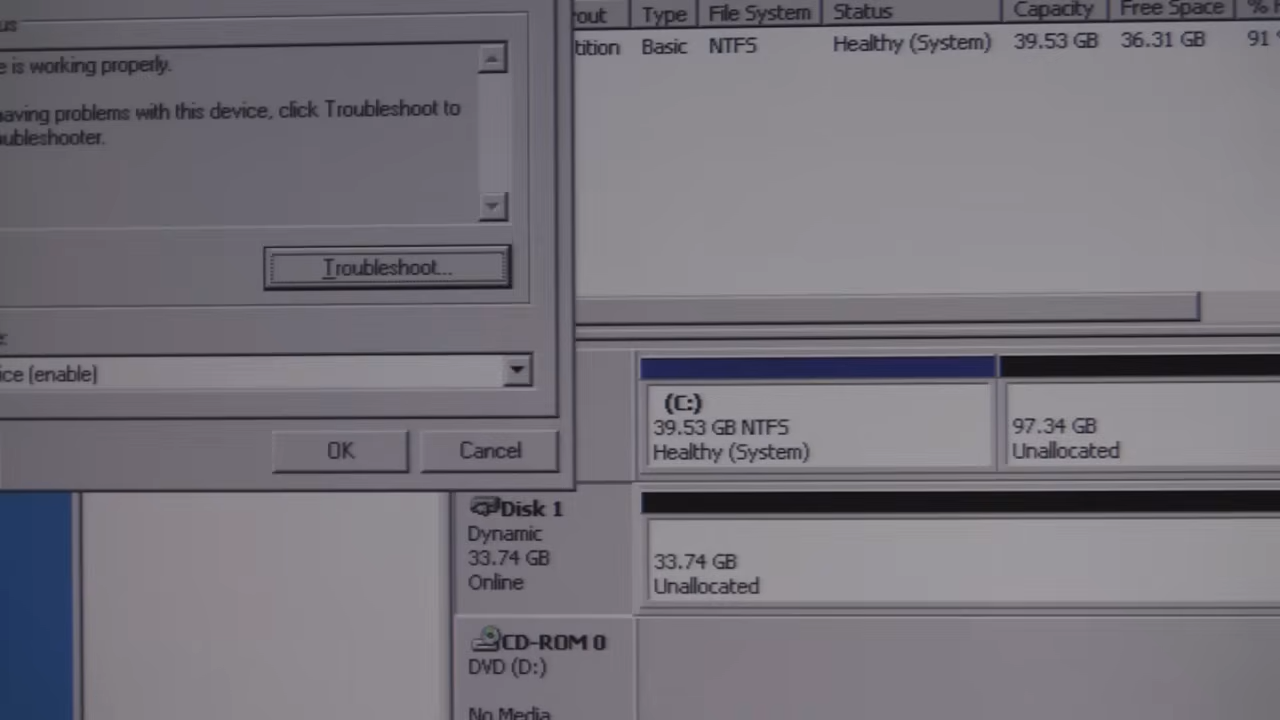 us
e is working properly.
having problems with this device, click Troubleshoot to
ubleshooter.
Troubleshoot...
ice (enable)
OK
Cancel
out Type File System Status Capacity Free Space %
tition Basic NTFS Healthy (System) 39.53 GB 36.31 GB 91
(C:)
39.53 GB NTFS
Healthy (System)
97.34 GB
Unallocated
Disk 1
Dynamic
33.74 GB
Online
33.74 GB
Unallocated
CD-ROM 0
DVD (D:)
No Media